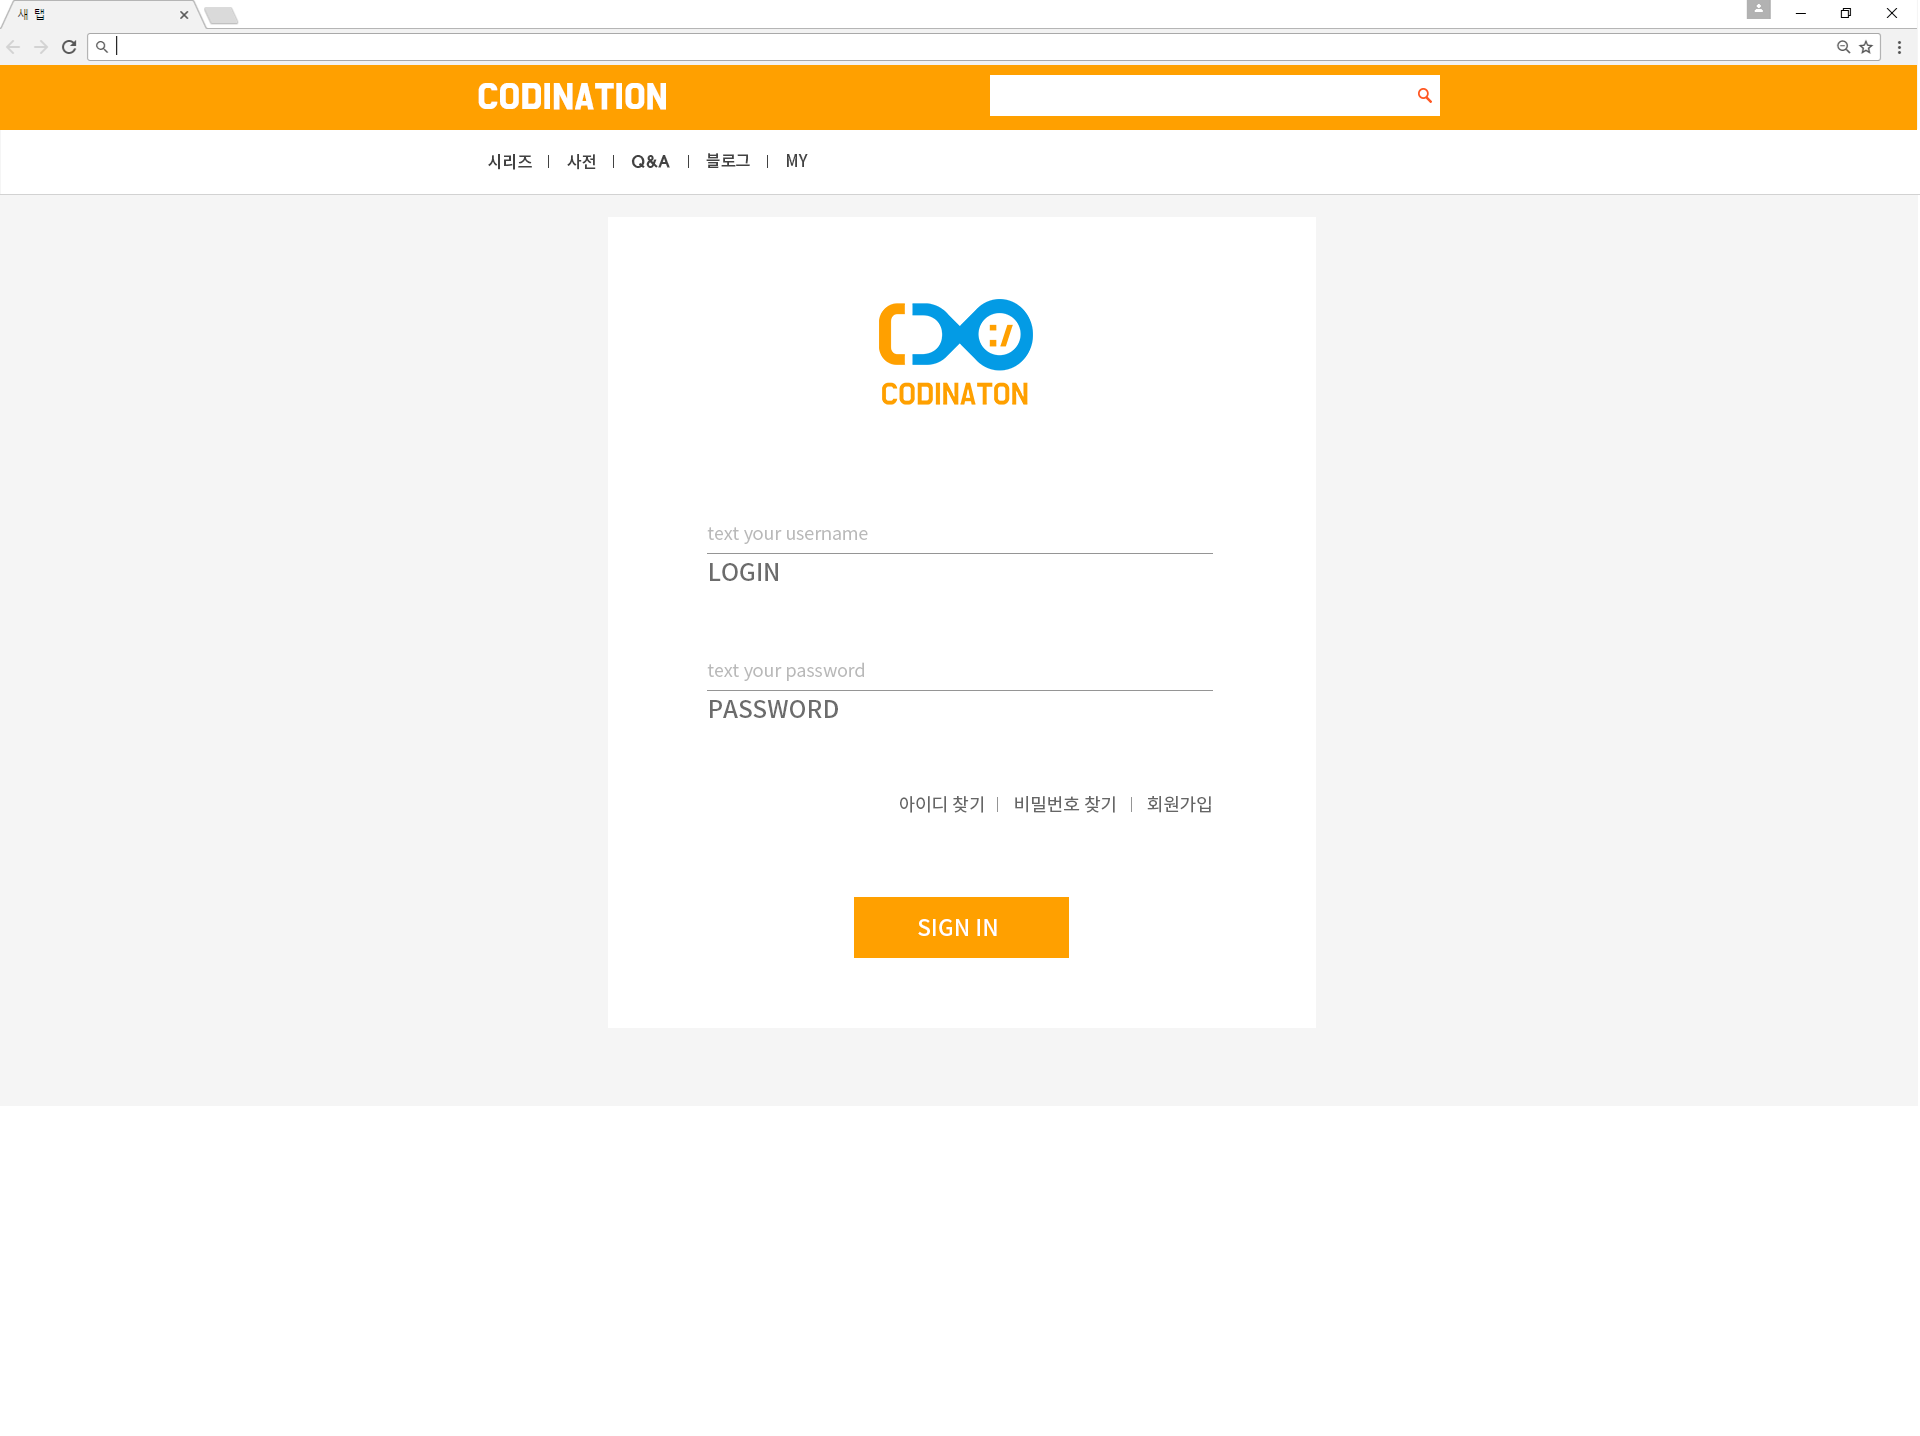 새 탭
CODINATION
시리즈 | 사전 | Q&A | 블로그 | MY
:/
CODINATON
text your username
LOGIN
text your password
PASSWORD
아이디 찾기 | 비밀번호 찾기 | 회원가입
SIGN IN